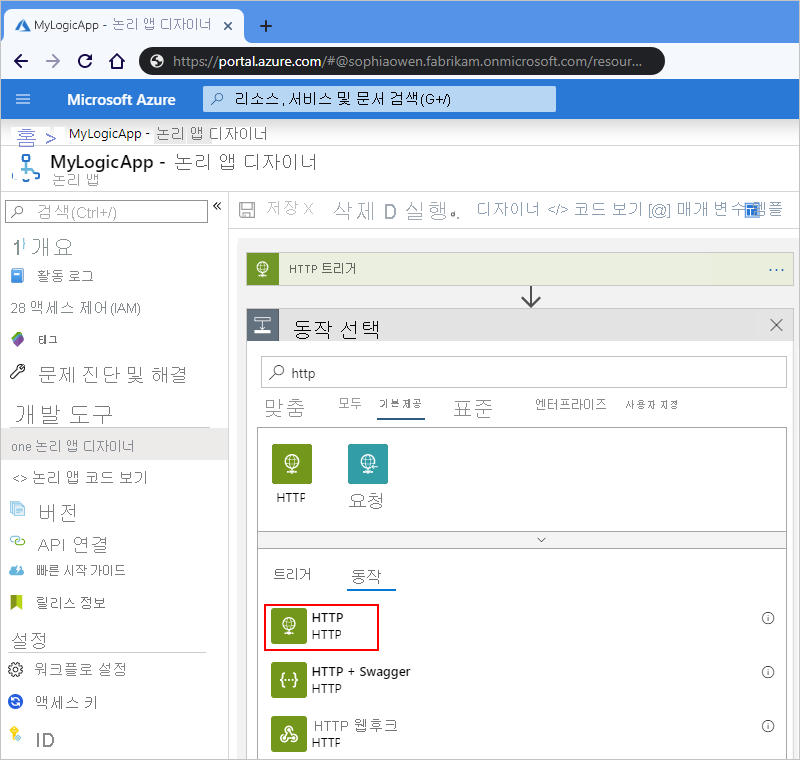 MyLogicApp - 논리 앱 디자이너
https://portal.azure.com/#@sophiaowen.fabrikam.onmicrosoft.com/resour...
Microsoft Azure
리소스, 서비스 및 문서 검색(G+/)
홈 > MyLogicApp - 논리 앱 디자이너
MyLogicApp - 논리 앱 디자이너
논리 앱
검색(Ctrl+/)
«
저장 X 삭제 D 실행 디자이너 </> 코드 보기 [@] 매개 변수 템플
개요
활동 로그
28 액세스 제어(IAM)
태그
문제 진단 및 해결
개발 도구
one 논리 앱 디자이너
<> 논리 앱 코드 보기
버전
API 연결
빠른 시작 가이드
릴리스 정보
설정
워크플로 설정
액세스 키
ID
HTTP 트리거
...
동작 선택
http
맞춤 모두 기본 제공 표준 엔터프라이즈 사용자 지정
HTTP 요청
트리거 동작
HTTP
HTTP
HTTP + Swagger
HTTP
HTTP 웹후크
HTTP